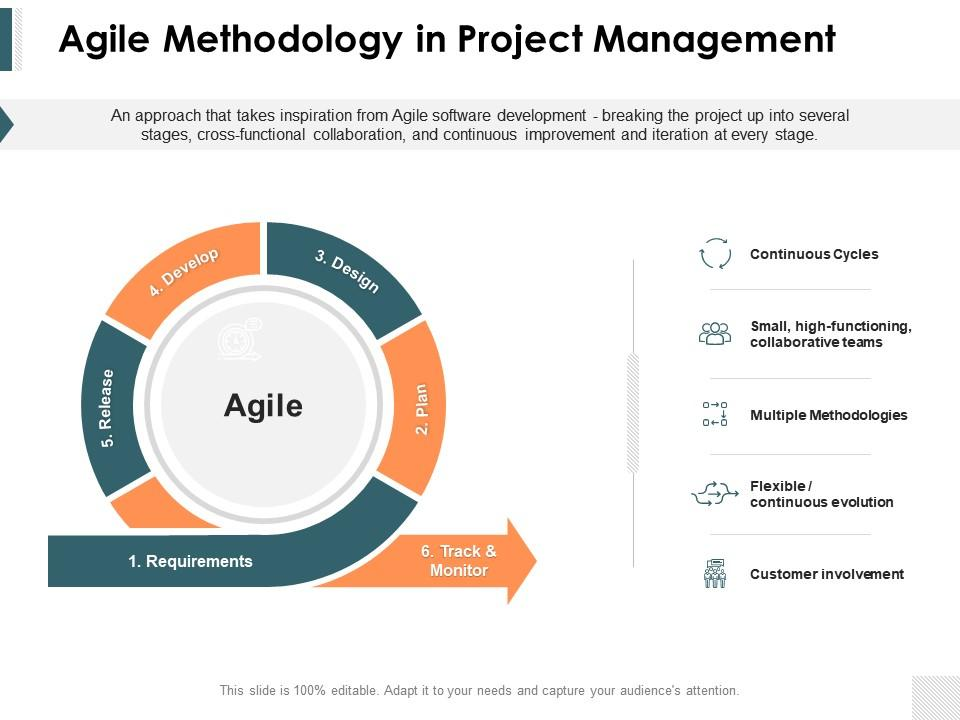 Agile Methodology in Project Management
An approach that takes inspiration from Agile software development - breaking the project up into several
stages, cross-functional collaboration, and continuous improvement and iteration at every stage.
4. Develop
3. Design
5. Release
Agile
2. Plan
1. Requirements
6. Track &
Monitor
Continuous Cycles
Small, high-functioning,
collaborative teams
Multiple Methodologies
Flexible /
continuous evolution
Customer involvement
This slide is 100% editable. Adapt it to your needs and capture your audience's attention.